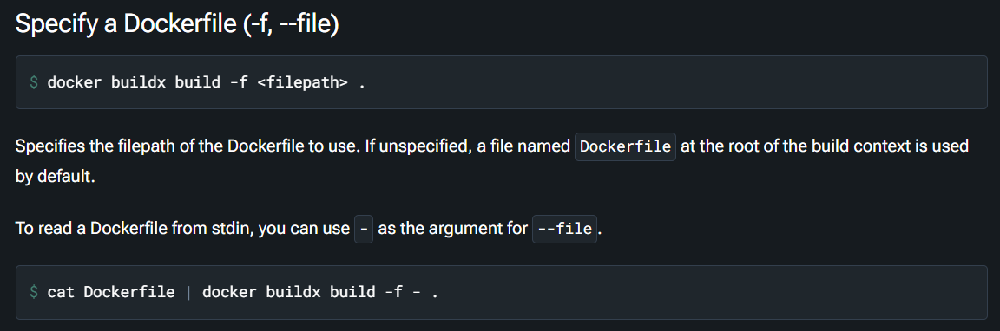 Specify a Dockerfile (-f, --file)
$ docker buildx build -f <filepath> .
Specifies the filepath of the Dockerfile to use. If unspecified, a file named Dockerfile at the root of the build context is used
by default.
To read a Dockerfile from stdin, you can use - as the argument for --file.
$ cat Dockerfile | docker buildx build -f - .